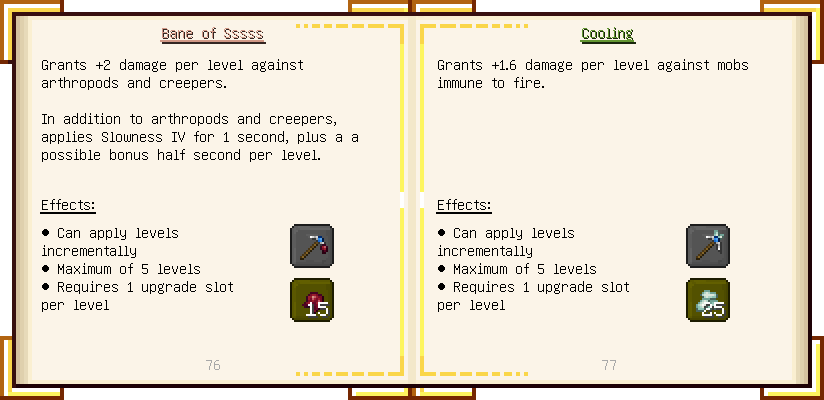 Bane of Sssss
Grants +2 damage per level against
arthropods and creepers.
In addition to arthropods and creepers,
applies Slowness IV for 1 second, plus a a
possible bonus half second per level.
Effects:
● Can apply levels
incrementally
● Maximum of 5 levels
● Requires 1 upgrade slot
per level
15
76
Cooling
Grants +1.6 damage per level against mobs
immune to fire.
Effects:
● Can apply levels
incrementally
● Maximum of 5 levels
● Requires 1 upgrade slot
per level
25
77